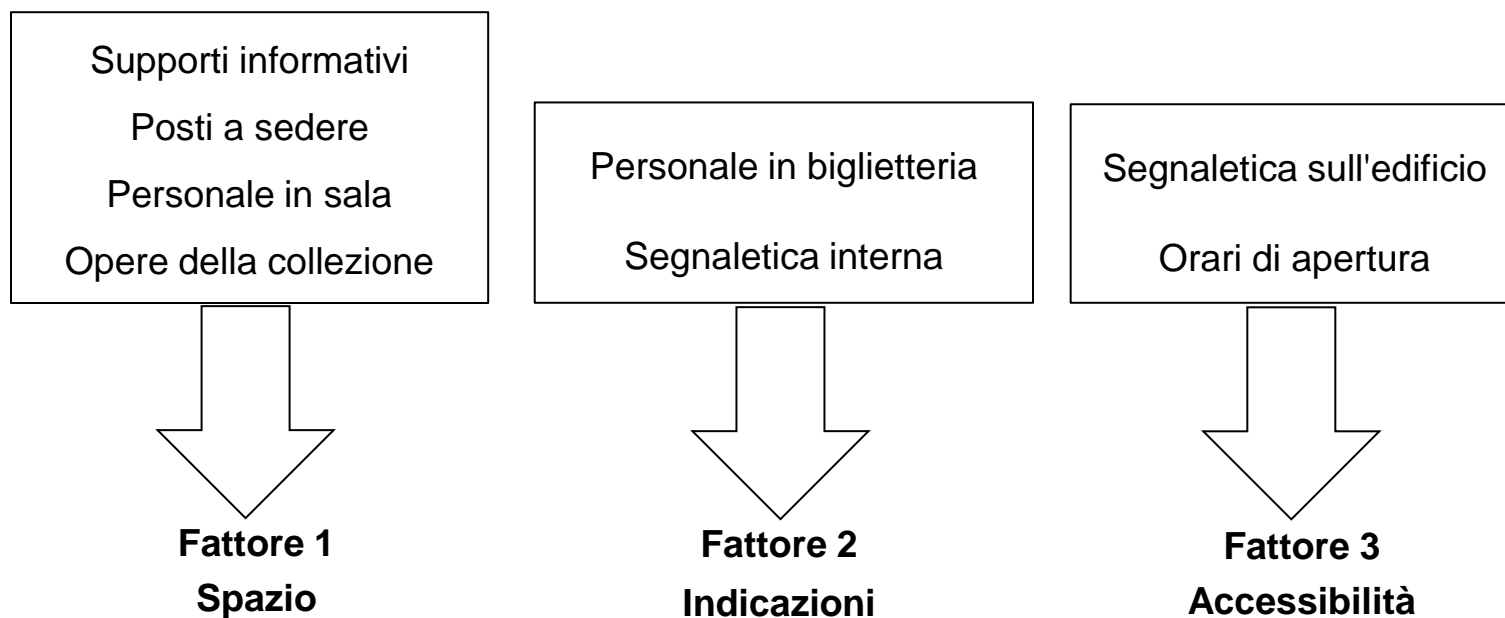 Supporti informativi
Posti a sedere
Personale in sala
Opere della collezione
Personale in biglietteria
Segnaletica interna
Segnaletica sull'edificio
Orari di apertura
Fattore 1
Spazio
Fattore 2
Indicazioni
Fattore 3
Accessibilità